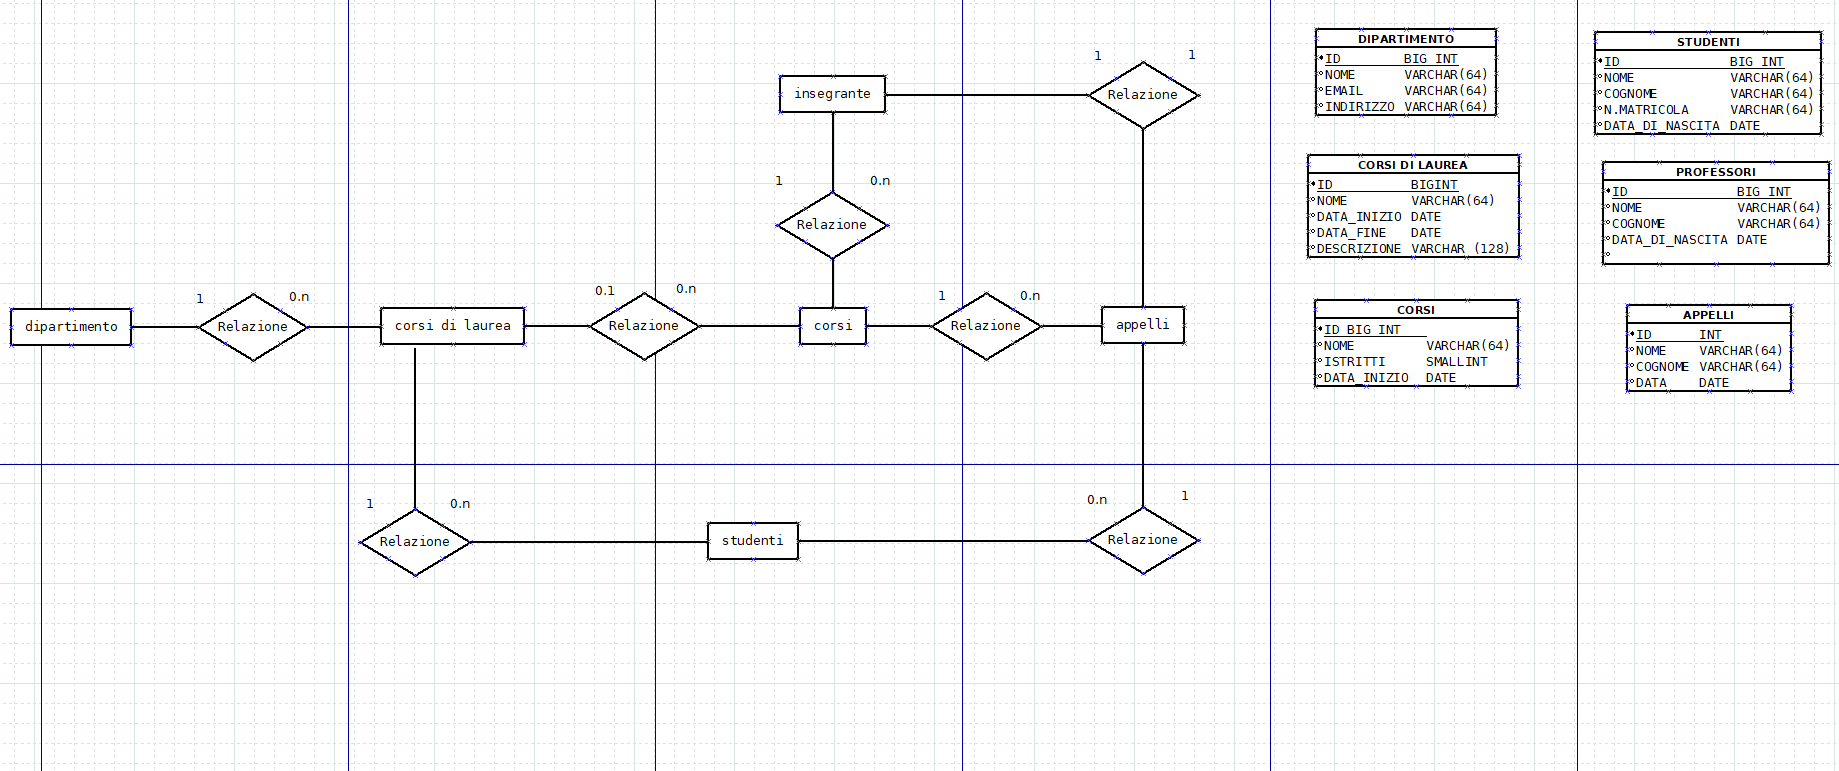 insegrante
1
1
Relazione
1
0.n
Relazione
dipartimento
1
0.n
Relazione
corsi di laurea
0.1
0.n
Relazione
corsi
1
0.n
Relazione
appelli
1
0.n
Relazione
studenti
0.n
1
Relazione
DIPARTIMENTO
ID BIG INT
NOME VARCHAR(64)
EMAIL VARCHAR(64)
INDIRIZZO VARCHAR(64)
CORSI DI LAUREA
ID BIGINT
NOME VARCHAR(64)
DATA_INIZIO DATE
DATA_FINE DATE
DESCRIZIONE VARCHAR (128)
CORSI
ID BIG INT
NOME VARCHAR(64)
ISTRITTI SMALLINT
DATA_INIZIO DATE
STUDENTI
ID BIG INT
NOME VARCHAR(64)
COGNOME VARCHAR(64)
N.MATRICOLA VARCHAR(64)
DATA_DI_NASCITA DATE
PROFESSORI
ID BIG INT
NOME VARCHAR(64)
COGNOME VARCHAR(64)
DATA_DI_NASCITA DATE
APPELLI
ID INT
NOME VARCHAR(64)
COGNOME VARCHAR(64)
DATA DATE